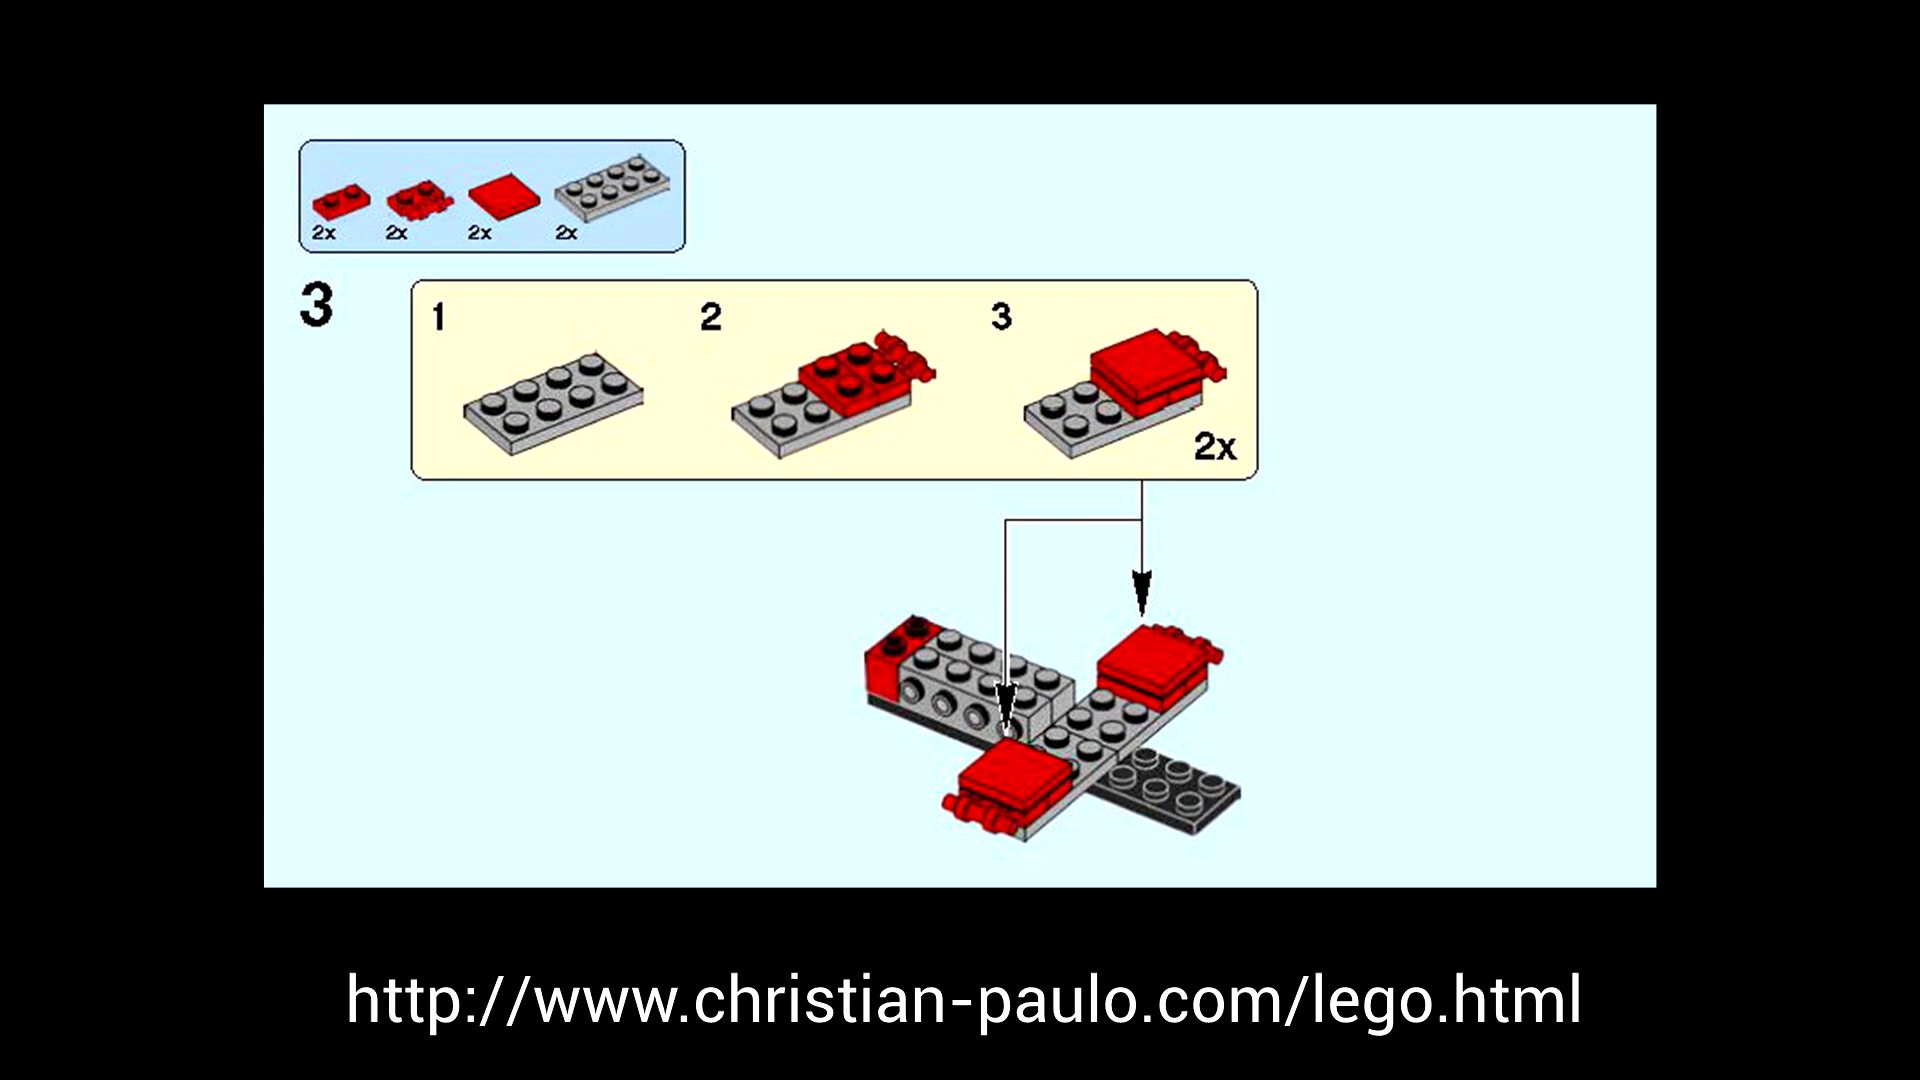 2x 2x 2x 2x
3
1 2 3
2x
http://www.christian-paulo.com/lego.html